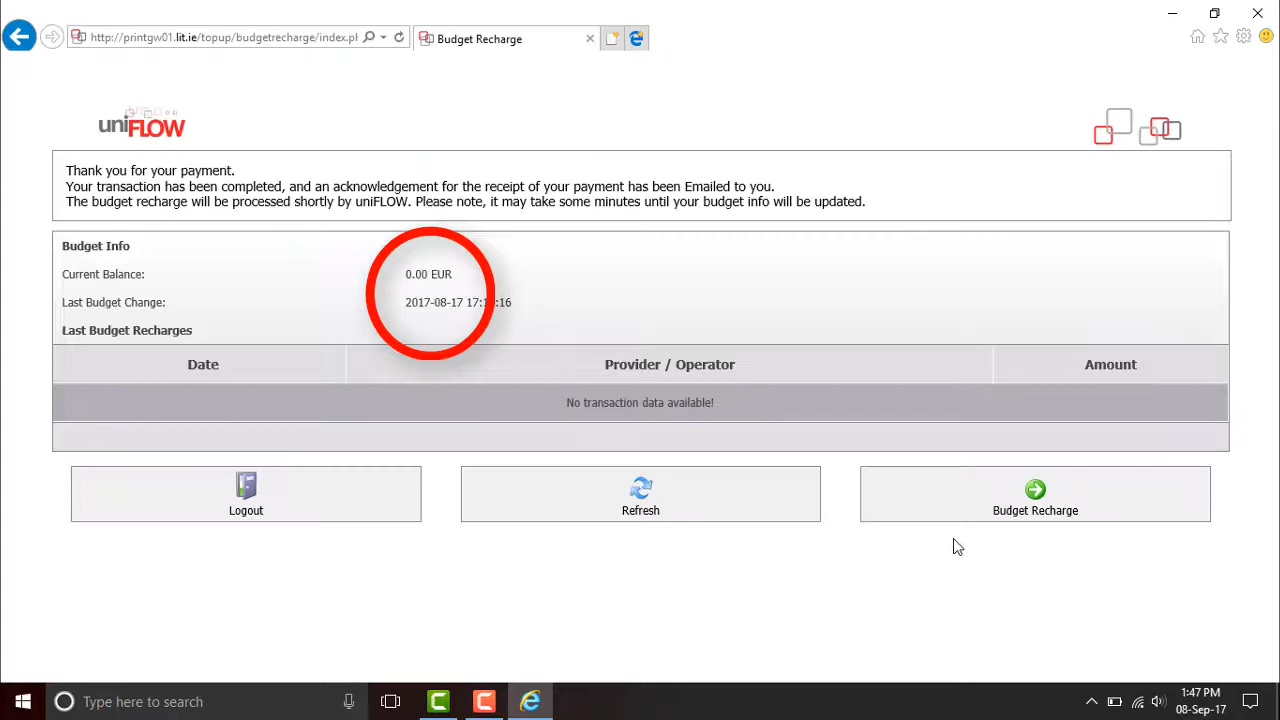 http://printgw01.lit.ie/topup/budgetrecharge/index.pl
Budget Recharge
uniFLOW
Thank you for your payment.
Your transaction has been completed, and an acknowledgement for the receipt of your payment has been Emailed to you.
The budget recharge will be processed shortly by uniFLOW. Please note, it may take some minutes until your budget info will be updated.
Budget Info
Current Balance: 0.00 EUR
Last Budget Change: 2017-08-17
Last Budget Recharges
Date Provider / Operator Amount
No transaction data available!
Logout Refresh Budget Recharge
Type here to search
1:47 PM
08-Sep-17